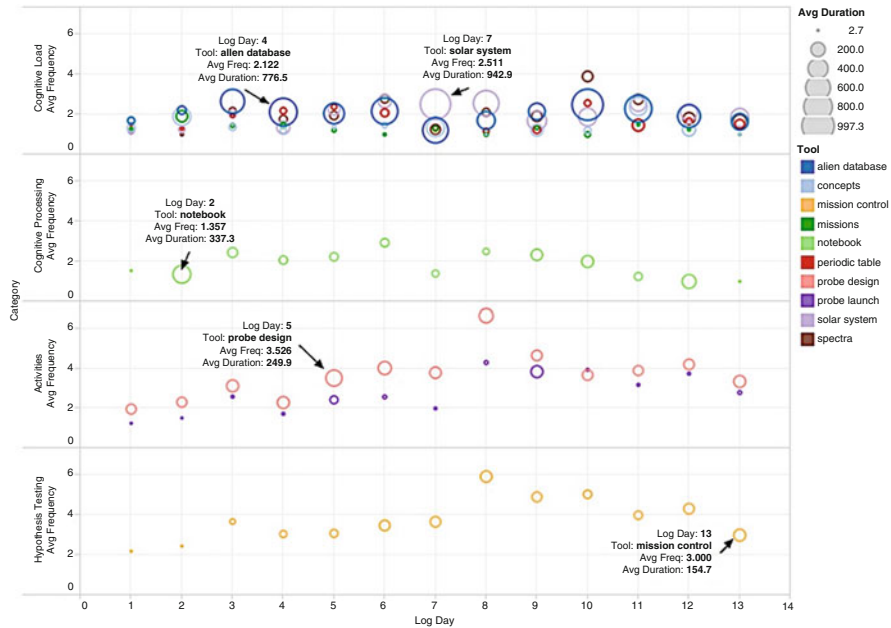 Log Day: 4
Tool: alien database
Avg Freq: 2.122
Avg Duration: 776.5
Log Day: 7
Tool: solar system
Avg Freq: 2.511
Avg Duration: 942.9
Cognitive Load
Avg Frequency
6
4
2
0
Log Day: 2
Tool: notebook
Avg Freq: 1.357
Avg Duration: 337.3
Cognitive Processing
Avg Frequency
6
4
2
0
Category
Log Day: 5
Tool: probe design
Avg Freq: 3.526
Avg Duration: 249.9
Activities
Avg Frequency
6
4
2
0
Hypothesis Testing
Avg Frequency
6
4
2
0
Log Day: 13
Tool: mission control
Avg Freq: 3.000
Avg Duration: 154.7
0 1 2 3 4 5 6 7 8 9 10 11 12 13 14
Log Day
Avg Duration
2.7
200.0
400.0
600.0
800.0
997.3
Tool
alien database
concepts
mission control
missions
notebook
periodic table
probe design
probe launch
solar system
spectra